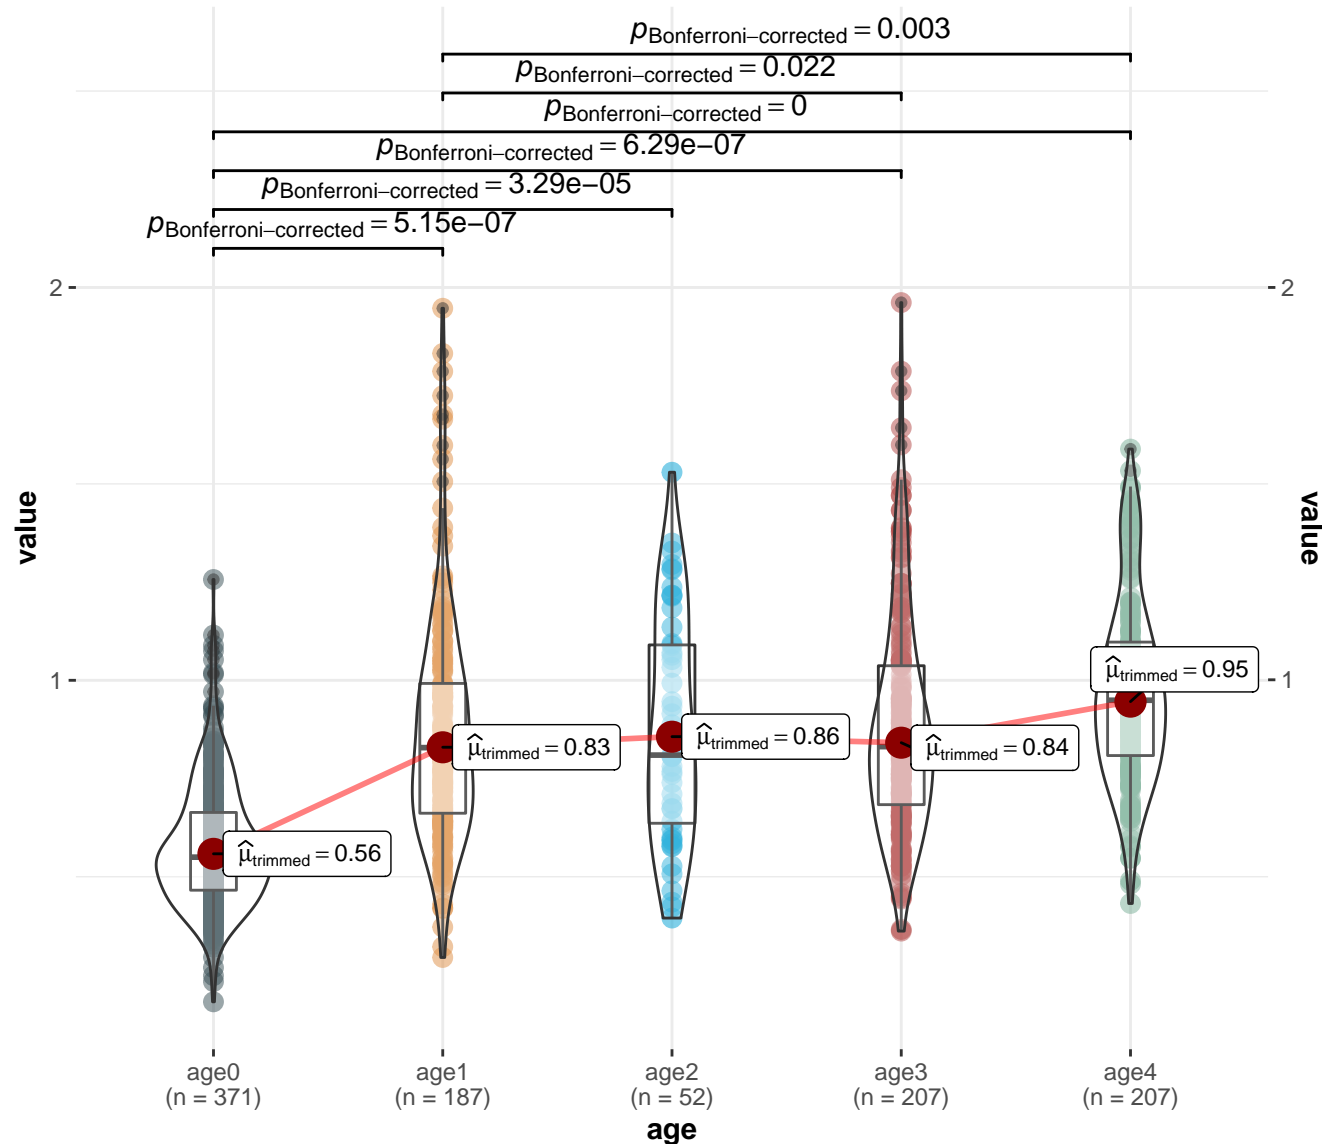 pBonferroni−corrected = 0.003
pBonferroni−corrected = 0.022
pBonferroni−corrected = 0
pBonferroni−corrected = 6.29e−07
pBonferroni−corrected = 3.29e−05
pBonferroni−corrected = 5.15e−07
2
2
value
value
1
1
μ̂trimmed = 0.95
μ̂trimmed = 0.83
μ̂trimmed = 0.86
μ̂trimmed = 0.84
μ̂trimmed = 0.56
age0
(n = 371)
age1
(n = 187)
age2
(n = 52)
age3
(n = 207)
age4
(n = 207)
age